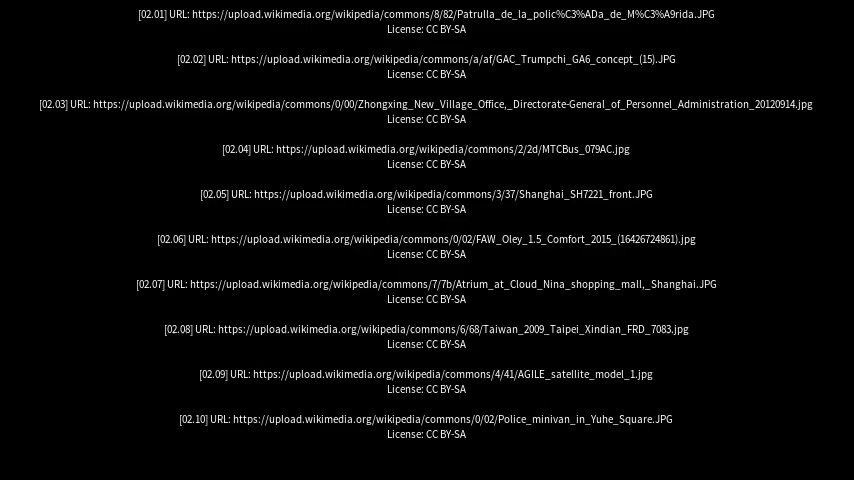 [02.01] URL: https://upload.wikimedia.org/wikipedia/commons/8/82/Patrulla_de_la_polic%C3%ADa_de_M%C3%A9rida.JPG
License: CC BY-SA
[02.02] URL: https://upload.wikimedia.org/wikipedia/commons/a/af/GAC_Trumpchi_GA6_concept_(15).JPG
License: CC BY-SA
[02.03] URL: https://upload.wikimedia.org/wikipedia/commons/0/00/Zhongxing_New_Village_Office,_Directorate-General_of_Personnel_Administration_20120914.jpg
License: CC BY-SA
[02.04] URL: https://upload.wikimedia.org/wikipedia/commons/2/2d/MTCBus_079AC.jpg
License: CC BY-SA
[02.05] URL: https://upload.wikimedia.org/wikipedia/commons/3/37/Shanghai_SH7221_front.JPG
License: CC BY-SA
[02.06] URL: https://upload.wikimedia.org/wikipedia/commons/0/02/FAW_Oley_1.5_Comfort_2015_(16426724861).jpg
License: CC BY-SA
[02.07] URL: https://upload.wikimedia.org/wikipedia/commons/7/7b/Atrium_at_Cloud_Nina_shopping_mall,_Shanghai.JPG
License: CC BY-SA
[02.08] URL: https://upload.wikimedia.org/wikipedia/commons/6/68/Taiwan_2009_Taipei_Xindian_FRD_7083.jpg
License: CC BY-SA
[02.09] URL: https://upload.wikimedia.org/wikipedia/commons/4/41/AGILE_satellite_model_1.jpg
License: CC BY-SA
[02.10] URL: https://upload.wikimedia.org/wikipedia/commons/0/02/Police_minivan_in_Yuhe_Square.JPG
License: CC BY-SA